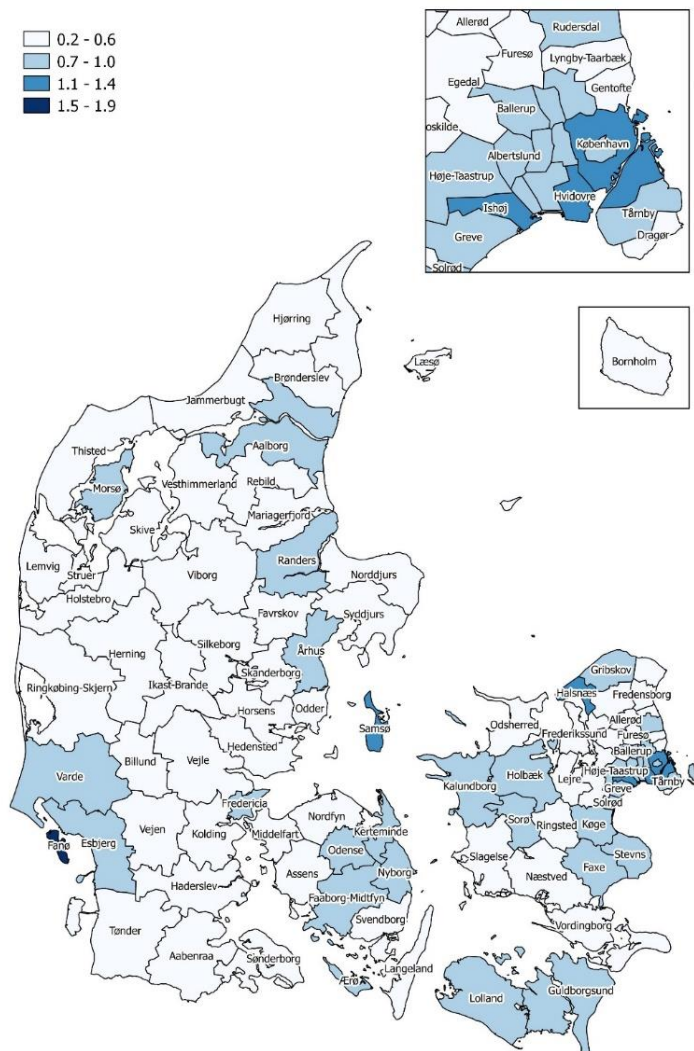 0.2 - 0.6
0.7 - 1.0
1.1 - 1.4
1.5 - 1.9
Allerød
Rudersdal
Furesø
Lyngby-Taarbæk
Egedal
Gentofte
Ballerup
oskilde
København
Albertslund
Høje-Taastrup
Ishøj
Hvidovre
Tårnby
Greve
Dragør
Solrød
Hjørring
Læsø
Bornholm
Brønderslev
Jammerbugt
Thisted
Aalborg
Morsø
Vesthimmerland
Rebild
Mariagerfjord
Skive
Lemvig
Struer
Viborg
Randers
Norddjurs
Holstebro
Favrskov
Syddjurs
Herning
Silkeborg
Århus
Skanderborg
Ringkøbing-Skjern
Ikast-Brande
Horsens
Odder
Samsø
Gribskov
Halsnæs
Fredensborg
Odsherred
Allerød
Frederikssund
Furesø
Ballerup
Hedensted
Billund
Vejle
Varde
Kalundborg
Holbæk
Lejre
Høje-Taastrup
Tårnby
Greve
Solrød
Fredericia
Nordfyn
Kerteminde
Sorø
Ringsted
Køge
Fanø
Esbjerg
Vejen
Kolding
Middelfart
Odense
Stevns
Assens
Nyborg
Slagelse
Næstved
Faxe
Haderslev
Faaborg-Midtfyn
Svendborg
Vordingborg
Tønder
Aabenraa
Sønderborg
Ærø
Langeland
Lolland
Guldborgsund